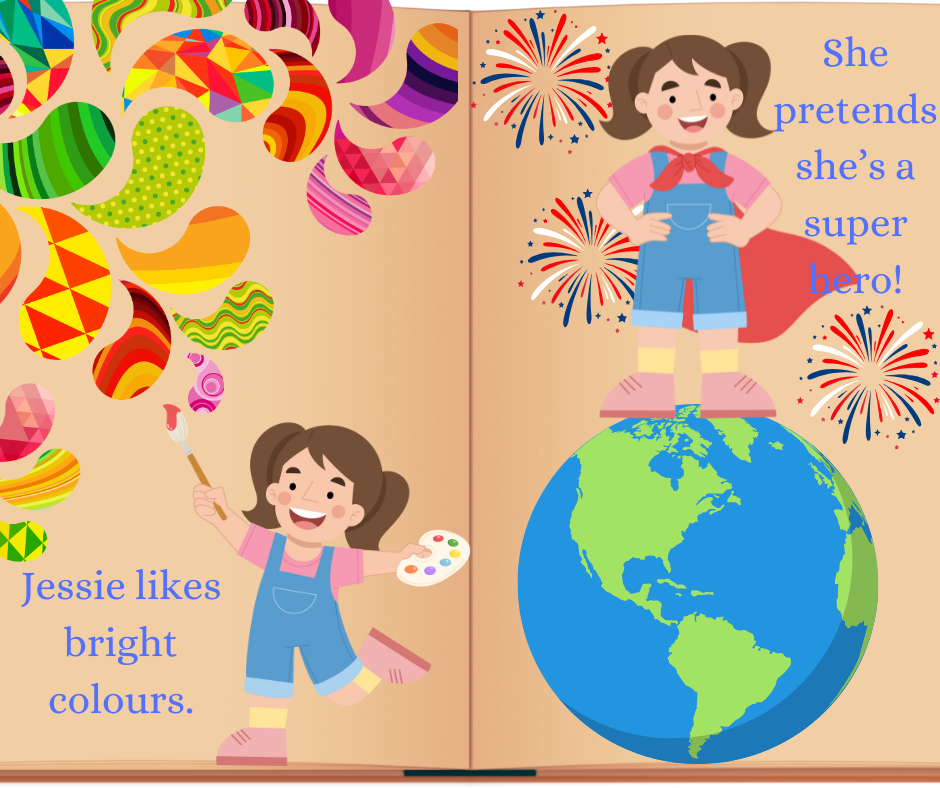 Jessie likes
bright
colours.
She
pretends
she’s a
super
hero!